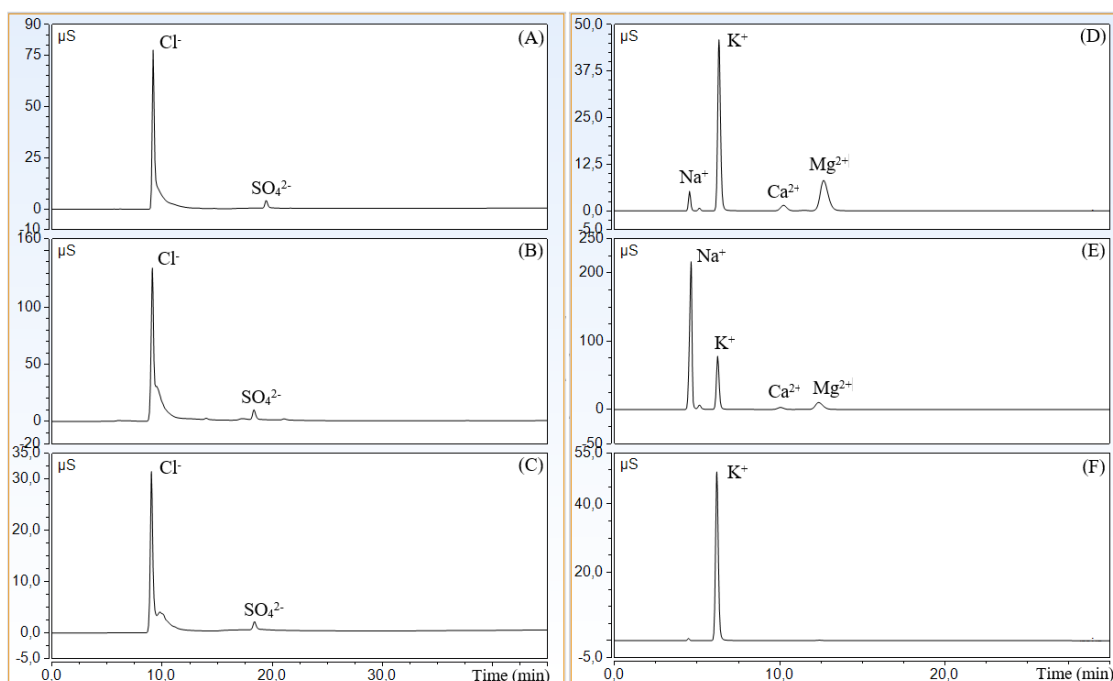 90
µS
Cl⁻
(A)
75
50
25
SO₄²⁻
0
-10
160
µS
Cl⁻
(B)
100
50
SO₄²⁻
0
-20
35,0
µS
Cl⁻
(C)
30,0
20,0
10,0
SO₄²⁻
0,0
-5,0
0,0
10,0
20,0
30,0
Time (min)
50,0
µS
K⁺
(D)
37,5
25,0
12,5
Na⁺
Ca²⁺
Mg²⁺
0,0
-5,0
250
µS
Na⁺
(E)
200
100
K⁺
Ca²⁺
Mg²⁺
0
-50
55,0
µS
K⁺
(F)
40,0
20,0
-5,0
0,0
10,0
20,0
Time (min)